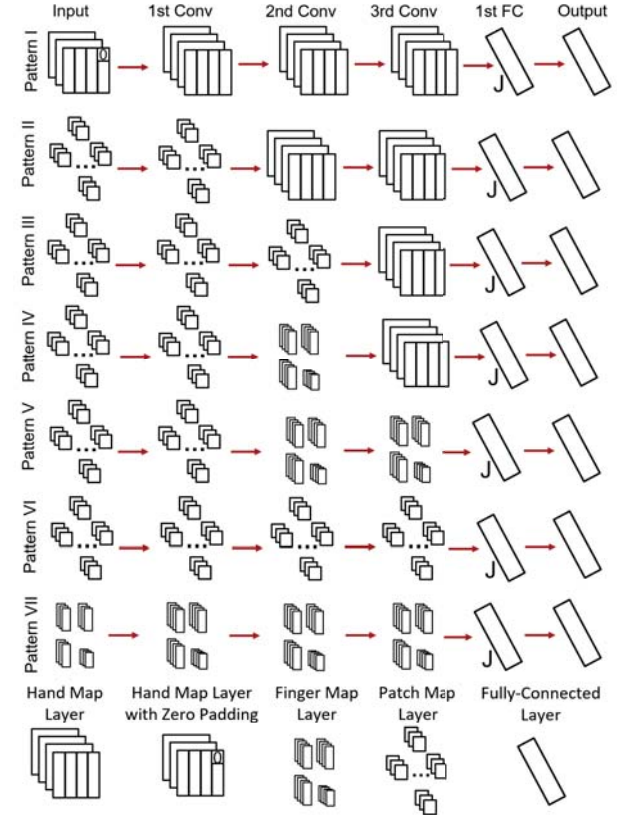 Input 1st Conv 2nd Conv 3rd Conv 1st FC Output
Pattern I
0
J
Pattern II
...
...
J
Pattern III
...
...
...
J
Pattern IV
...
...
J
Pattern V
...
...
J
Pattern VI
...
...
...
...
J
Pattern VII
J
Hand Map Hand Map Layer Finger Map Patch Map Fully-Connected
Layer with Zero Padding Layer Layer Layer
0
...